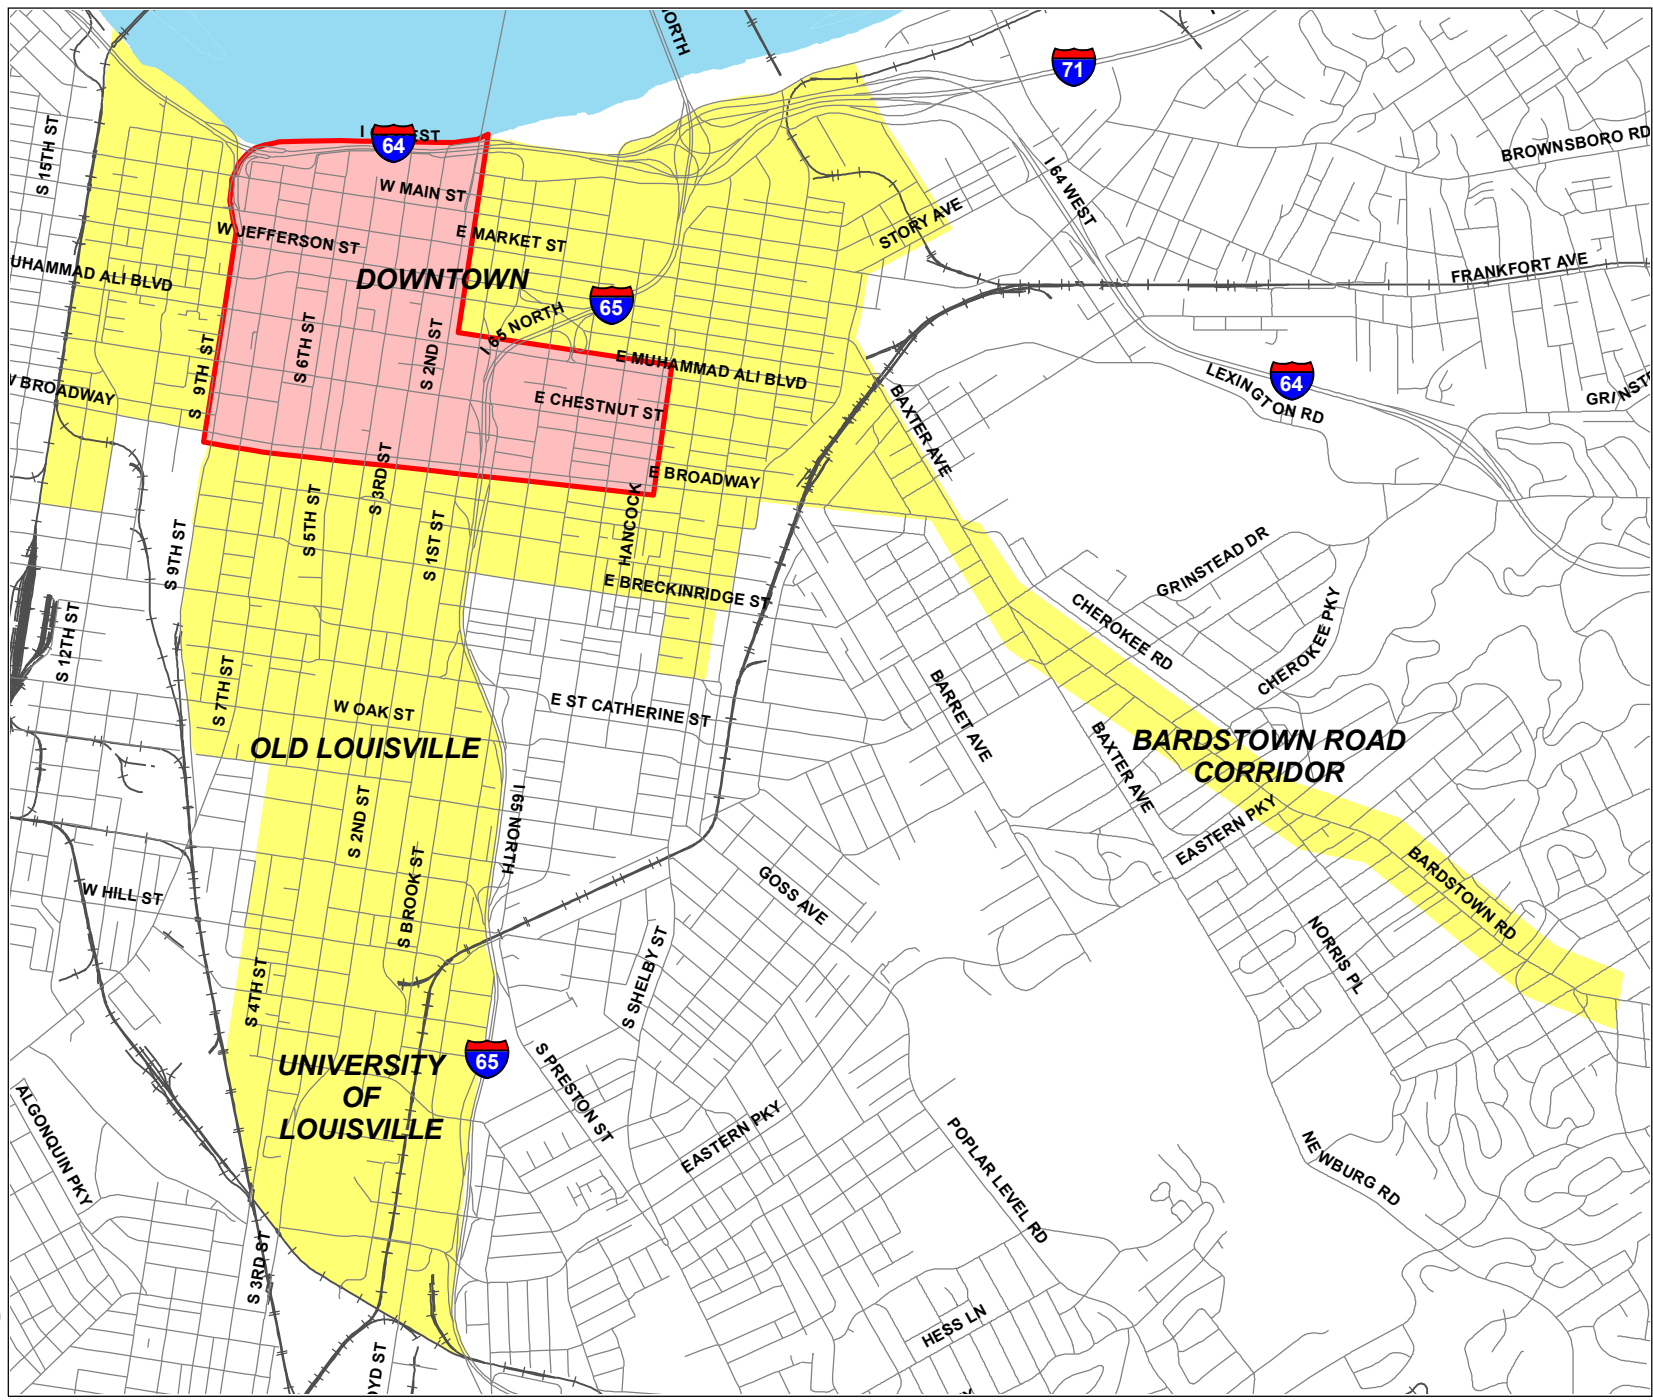 ORTH
71
S 15TH ST
I
EST
64
BROWNSBORO RD
I 64 WEST
W MAIN ST
STORY AVE
W JEFFERSON ST
E MARKET ST
UHAMMAD ALI BLVD
DOWNTOWN
FRANKFORT AVE
65
I 65 NORTH
S 9TH ST
S 6TH ST
S 2ND ST
E MUHAMMAD ALI BLVD
64
LEXINGTON RD
GRINST
W BROADWAY
E CHESTNUT ST
BAXTER AVE
S 3RD ST
E BROADWAY
S 9TH ST
S 5TH ST
S 1ST ST
HANCOCK
GRINSTEAD DR
E BRECKINRIDGE ST
CHEROKEE RD
CHEROKEE PKY
S 12TH ST
S 7TH ST
W OAK ST
E ST CATHERINE ST
BARRET AVE
OLD LOUISVILLE
BARDSTOWN ROAD
CORRIDOR
BAXTER AVE
S 2ND ST
I 65 NORTH
EASTERN PKY
W HILL ST
S BROOK ST
GOSS AVE
BARDSTOWN RD
S 4TH ST
S SHELBY ST
NORRIS PL
UNIVERSITY
OF
LOUISVILLE
65
S PRESTON ST
ALGONQUIN PKY
EASTERN PKY
POPLAR LEVEL RD
NEWBURG RD
S 3RD ST
HESS LN
OYD ST